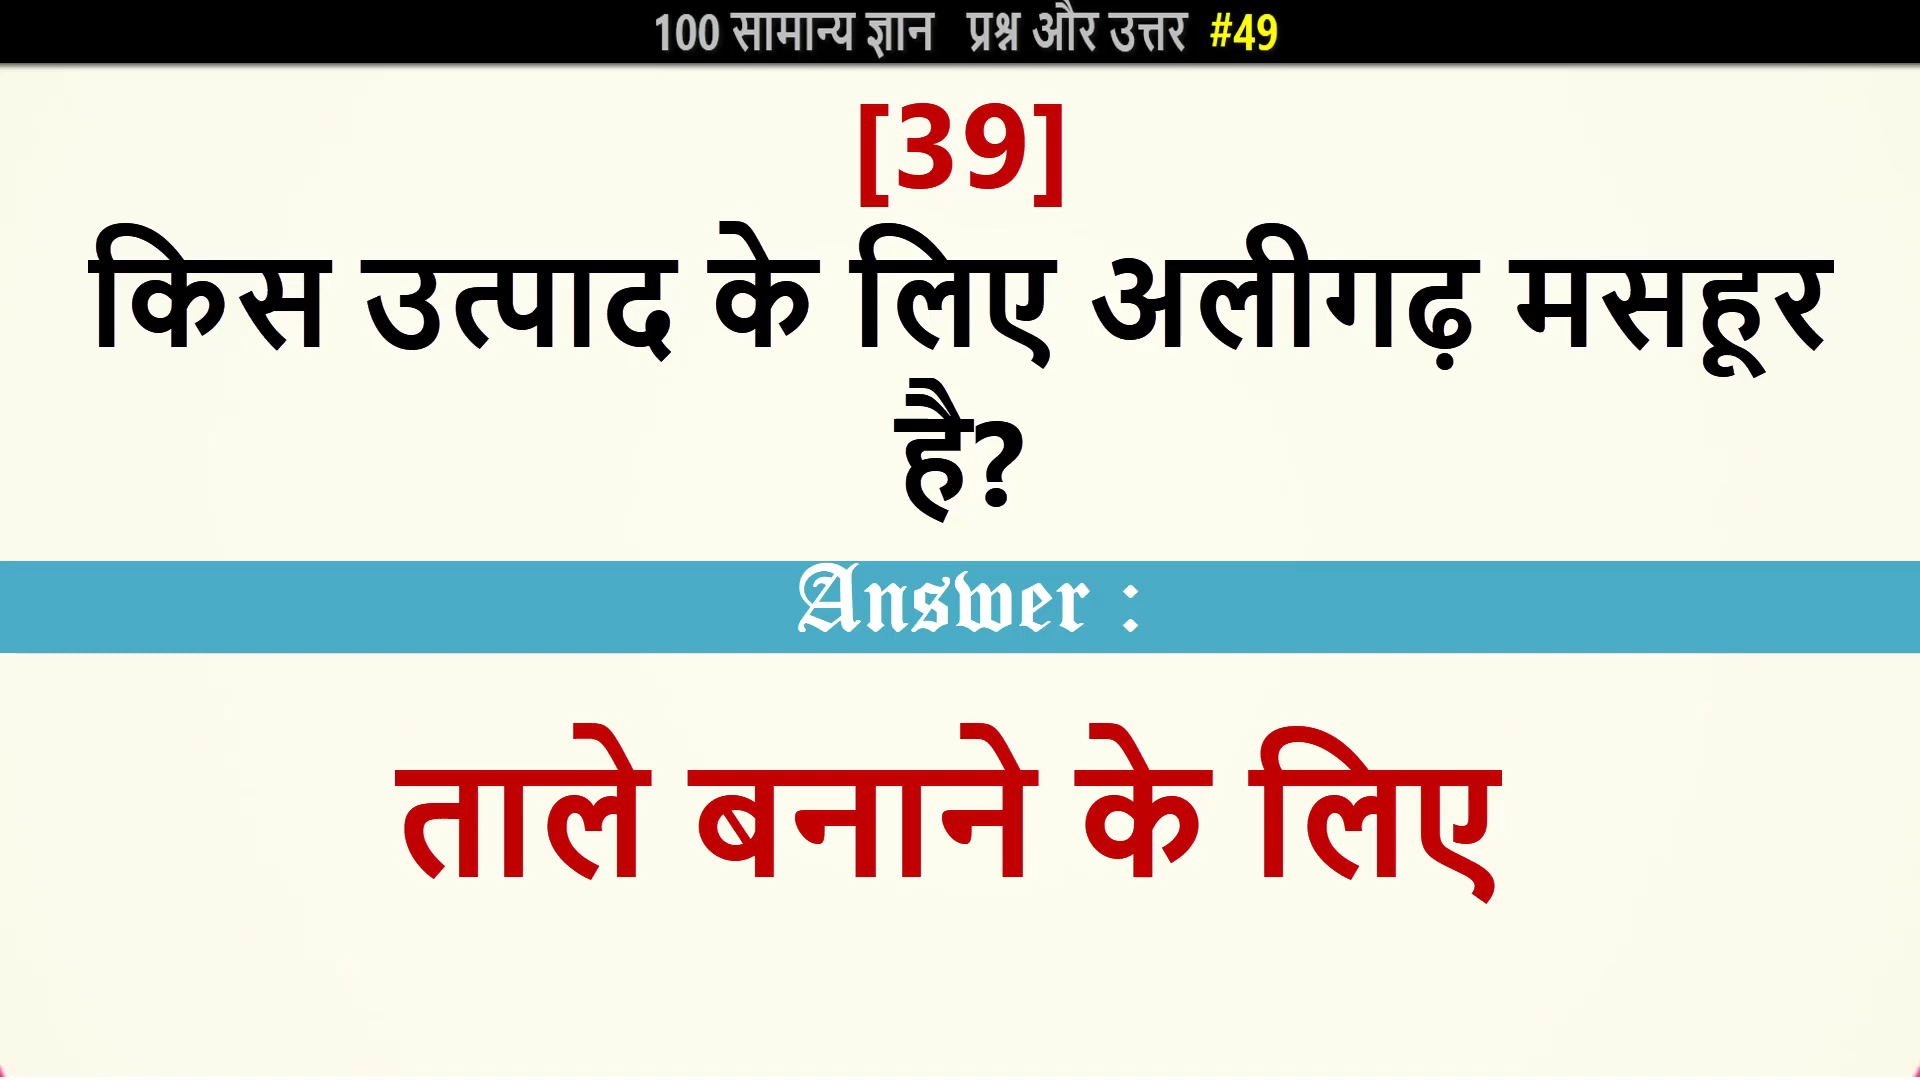 100 सामान्य ज्ञान प्रश्न और उत्तर #49
[39]
किस उत्पाद के लिए अलीगढ़ मसहूर
है?
Answer :
ताले बनाने के लिए